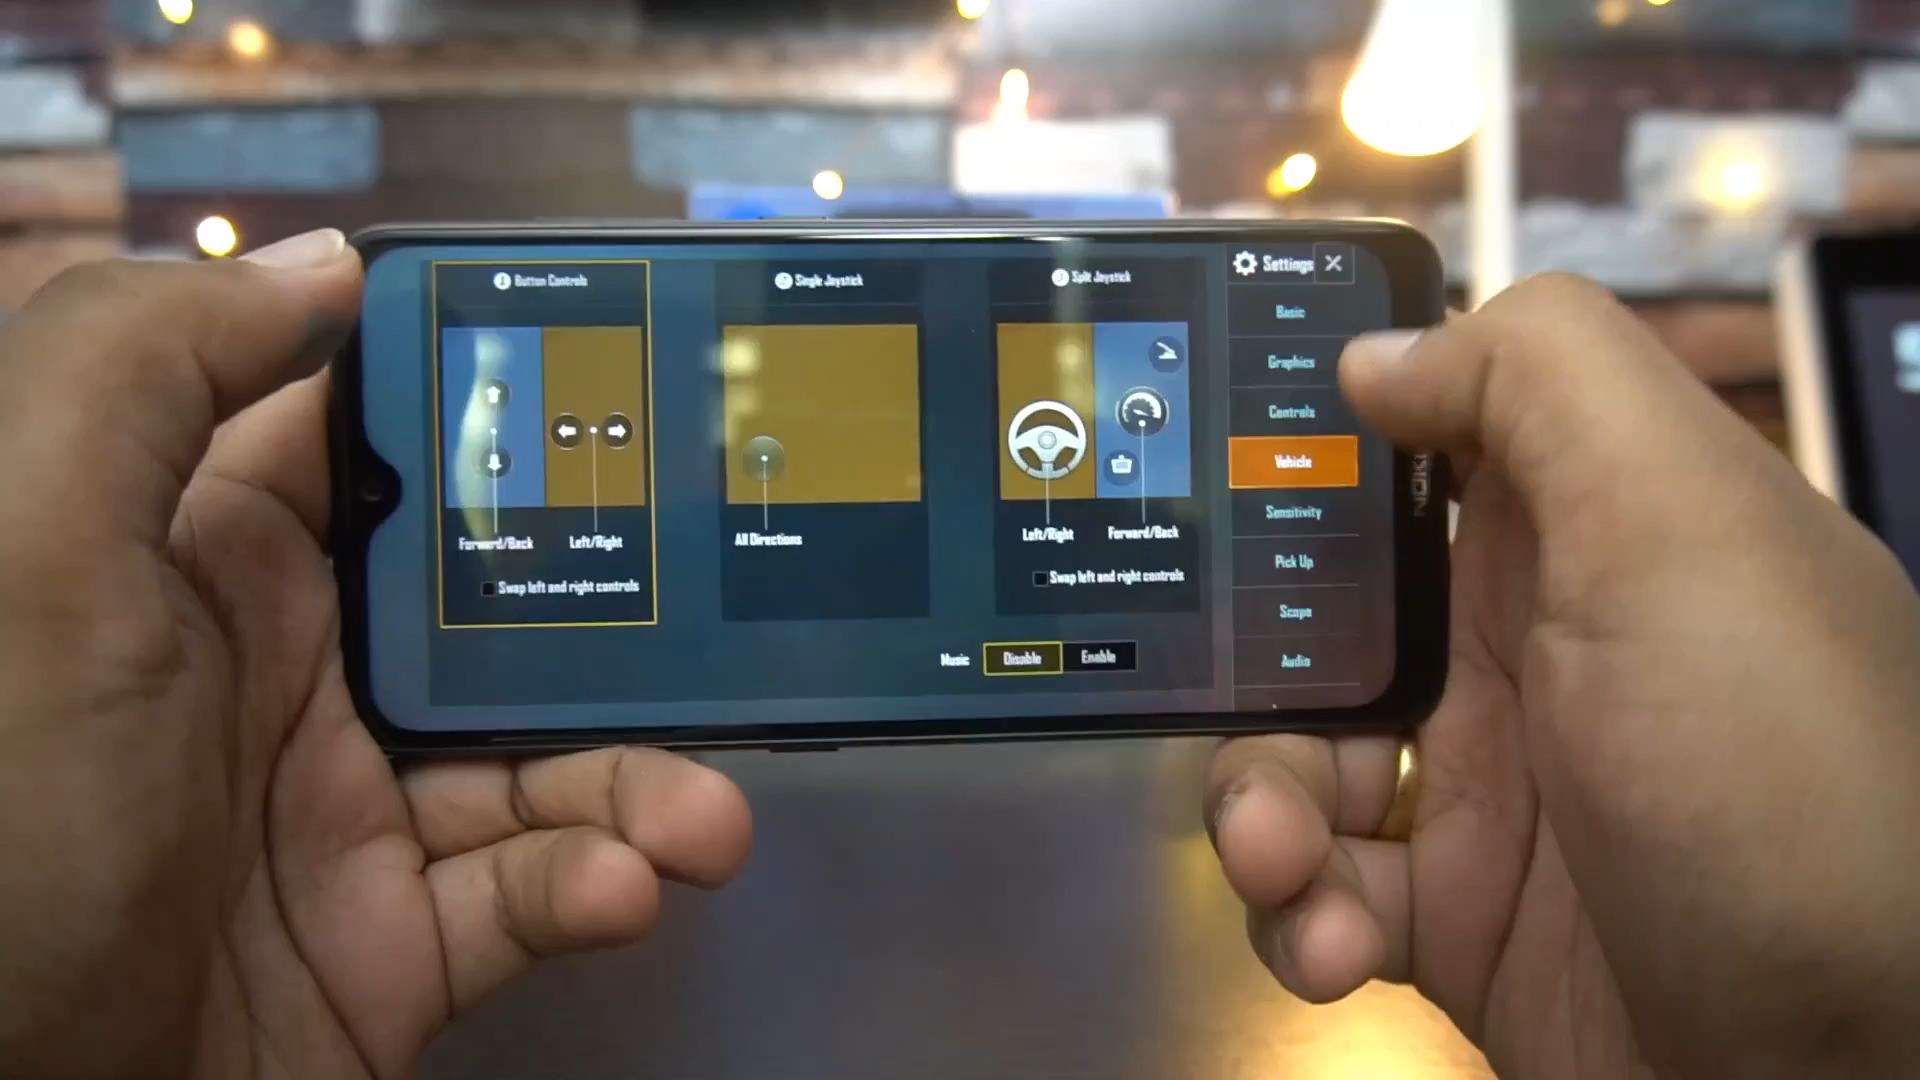 Button Controls
Single Joystick
Split Joystick
Forward/Back
Left/Right
All Directions
Left/Right
Forward/Back
Swap left and right controls
Swap left and right controls
Music
Disable
Enable
Settings
Basic
Graphics
Controls
Vehicle
Sensitivity
Pick Up
Scope
Audio
NOKIA